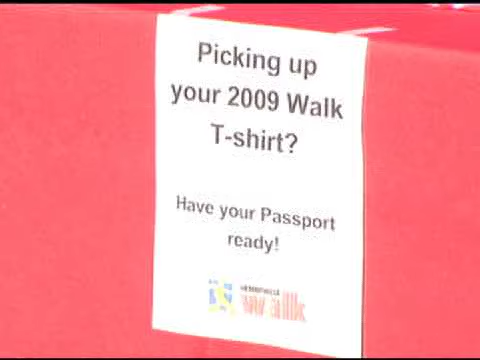 Picking up
your 2009 Walk
T-shirt?
Have your Passport
ready!
walk